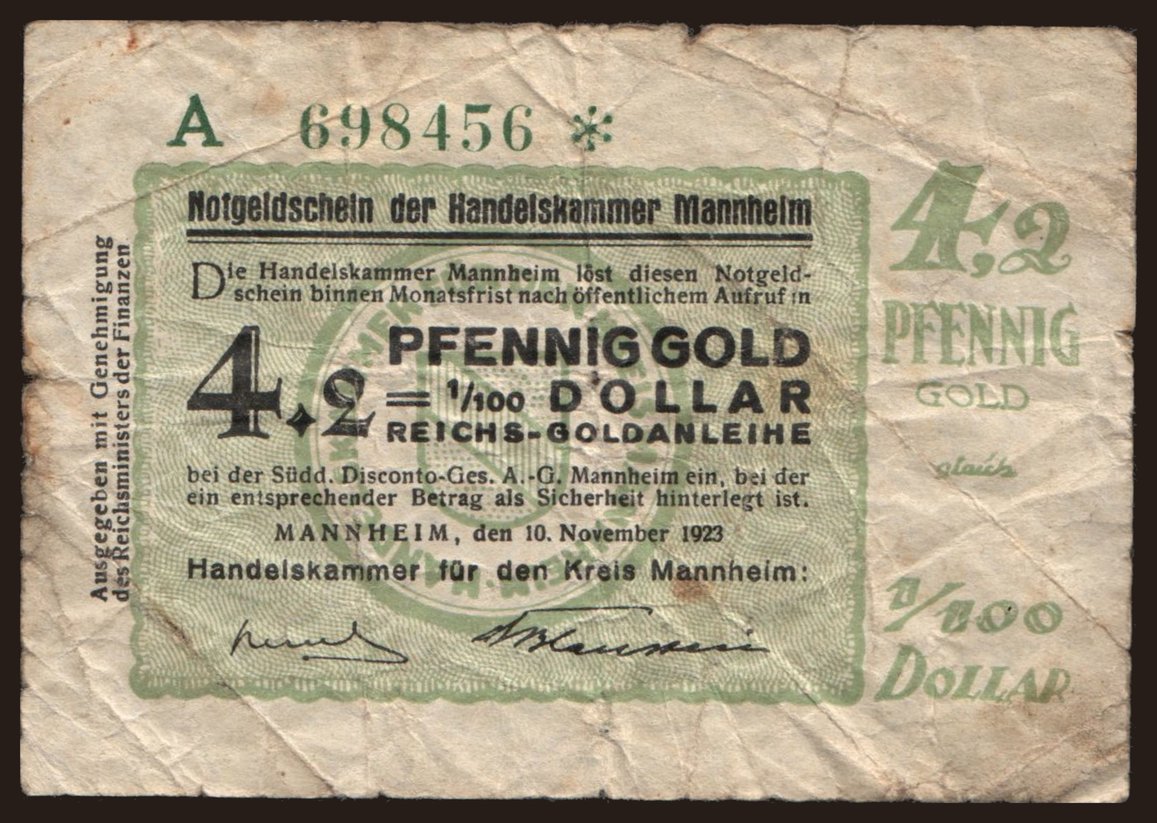 A 698456 *
Notgeldschein der Handelskammer Mannheim
Die Handelskammer Mannheim löst diesen Notgeld-
schein binnen Monatsfrist nach öffentlichem Aufruf in
4.2 PFENNIG GOLD
= 1/100 DOLLAR
REICHS-GOLDANLEIHE
bei der Südd. Disconto-Ges. A.-G. Mannheim ein, bei der
ein entsprechender Betrag als Sicherheit hinterlegt ist.
MANNHEIM, den 10. November 1923
Handelskammer für den Kreis Mannheim:
Ausgegeben mit Genehmigung
des Reichsministers der Finanzen
4,2
PFENNIG
GOLD
gleich
1/100
DOLLAR